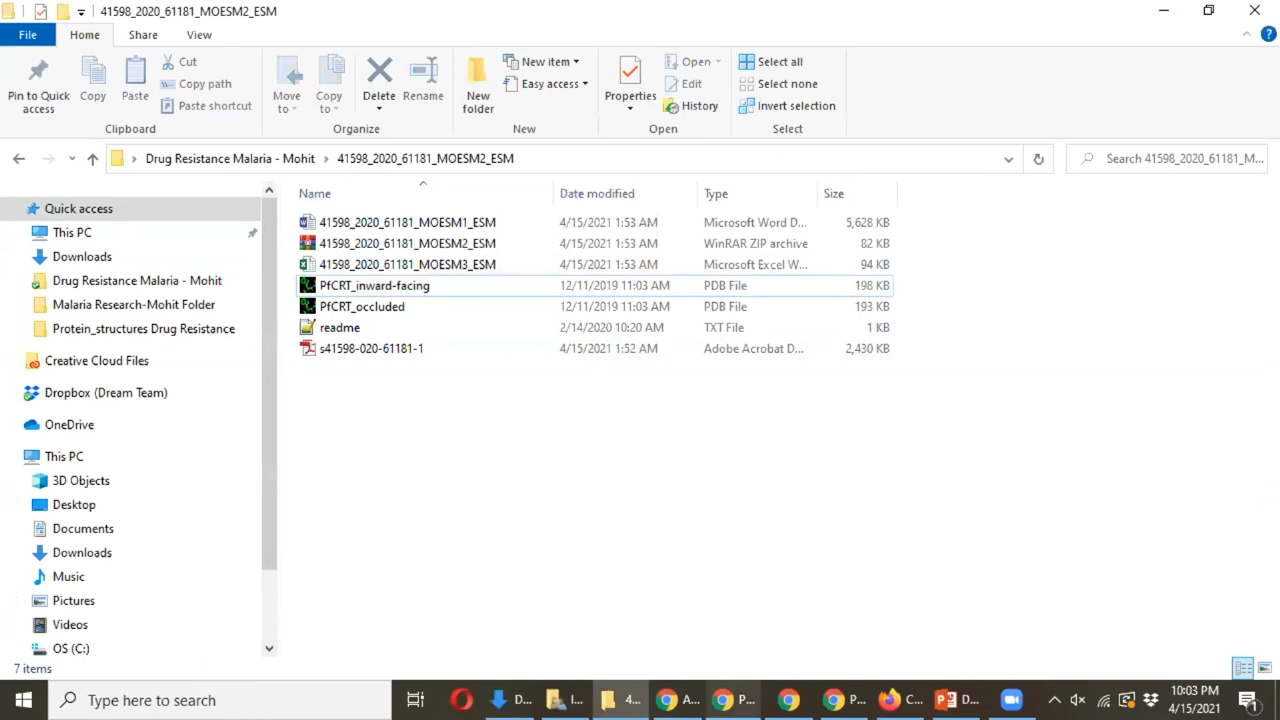 41598_2020_61181_MOESM2_ESM
File Home Share View
Pin to Quick access
Copy
Paste
Cut
Copy path
Paste shortcut
Clipboard
Move to
Copy to
Delete
Rename
Organize
New folder
New item
Easy access
New
Properties
Open
Edit
History
Open
Select all
Select none
Invert selection
Select
Drug Resistance Malaria - Mohit > 41598_2020_61181_MOESM2_ESM
Search 41598_2020_61181_M...
Quick access
This PC
Downloads
Drug Resistance Malaria - Mohit
Malaria Research-Mohit Folder
Protein_structures Drug Resistance
Creative Cloud Files
Dropbox (Dream Team)
OneDrive
This PC
3D Objects
Desktop
Documents
Downloads
Music
Pictures
Videos
OS (C:)
Name Date modified Type Size
41598_2020_61181_MOESM1_ESM 4/15/2021 1:53 AM Microsoft Word D... 5,628 KB
41598_2020_61181_MOESM2_ESM 4/15/2021 1:53 AM WinRAR ZIP archive 82 KB
41598_2020_61181_MOESM3_ESM 4/15/2021 1:53 AM Microsoft Excel W... 94 KB
PfCRT_inward-facing 12/11/2019 11:03 AM PDB File 198 KB
PfCRT_occluded 12/11/2019 11:03 AM PDB File 193 KB
readme 2/14/2020 10:20 AM TXT File 1 KB
s41598-020-61181-1 4/15/2021 1:52 AM Adobe Acrobat D... 2,430 KB
7 items
Type here to search
D... I... 4... A... P... P... C... D...
10:03 PM
4/15/2021
1